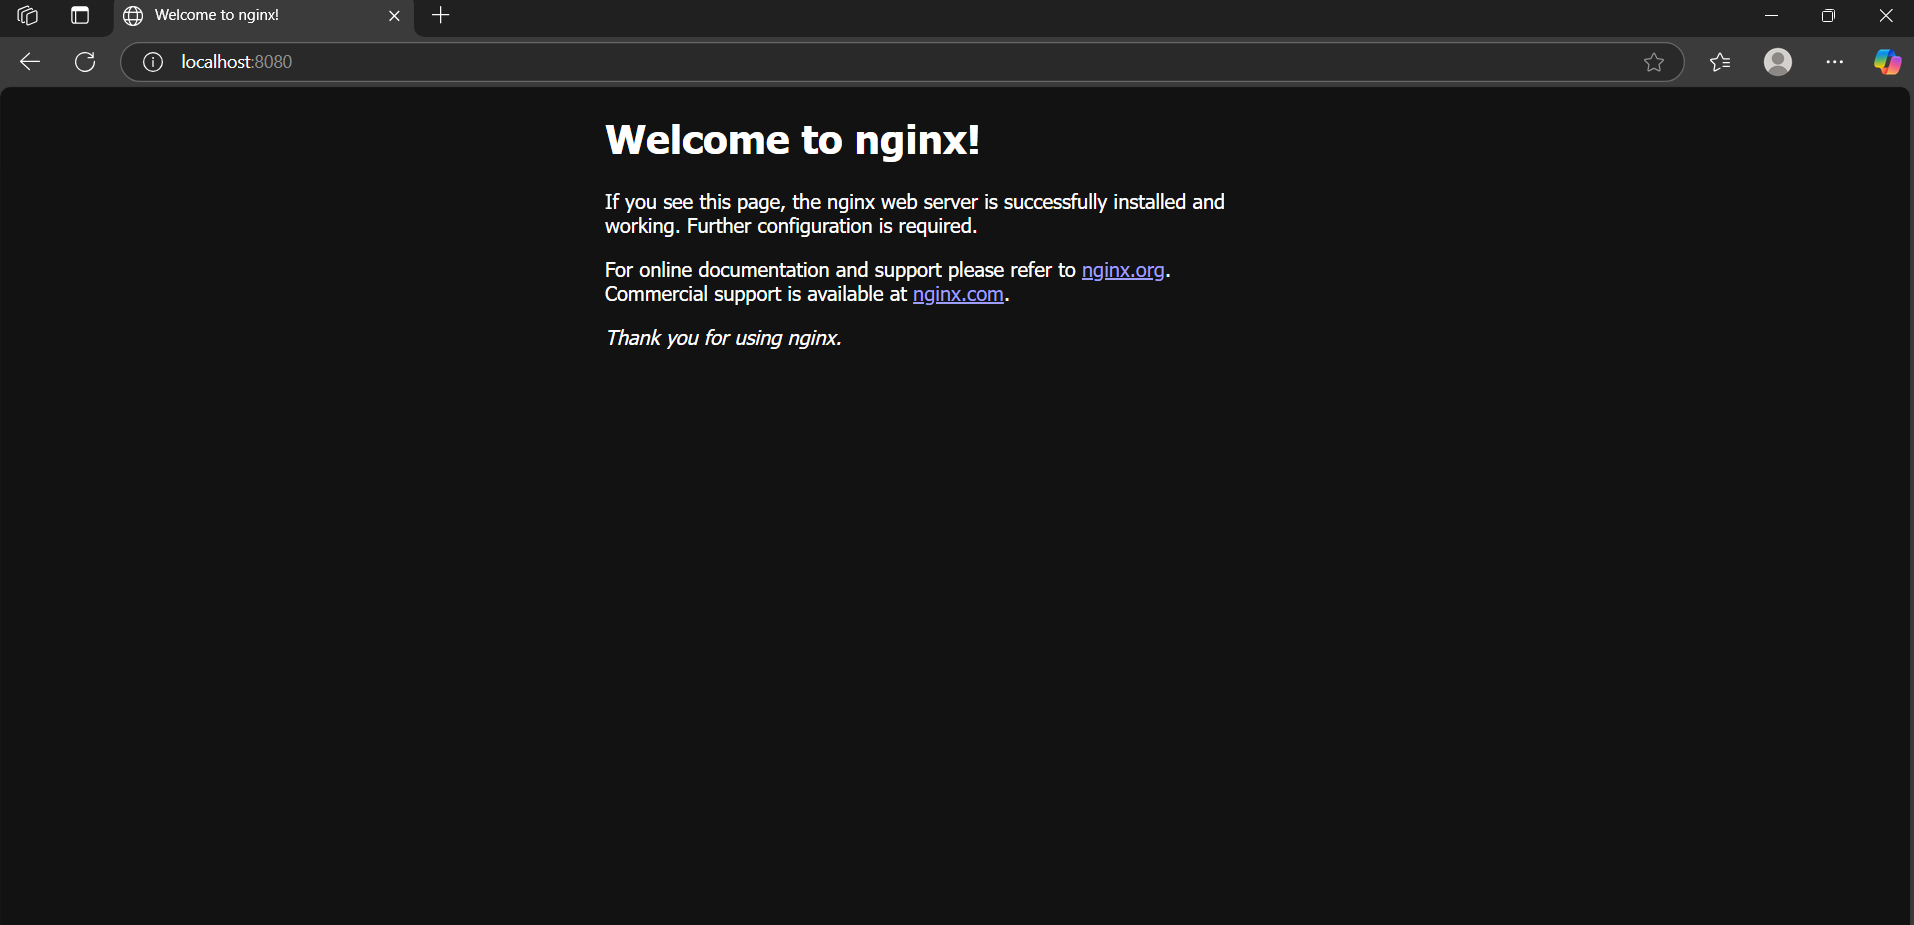 Welcome to nginx!
localhost:8080
Welcome to nginx!
If you see this page, the nginx web server is successfully installed and
working. Further configuration is required.
For online documentation and support please refer to nginx.org.
Commercial support is available at nginx.com.
Thank you for using nginx.